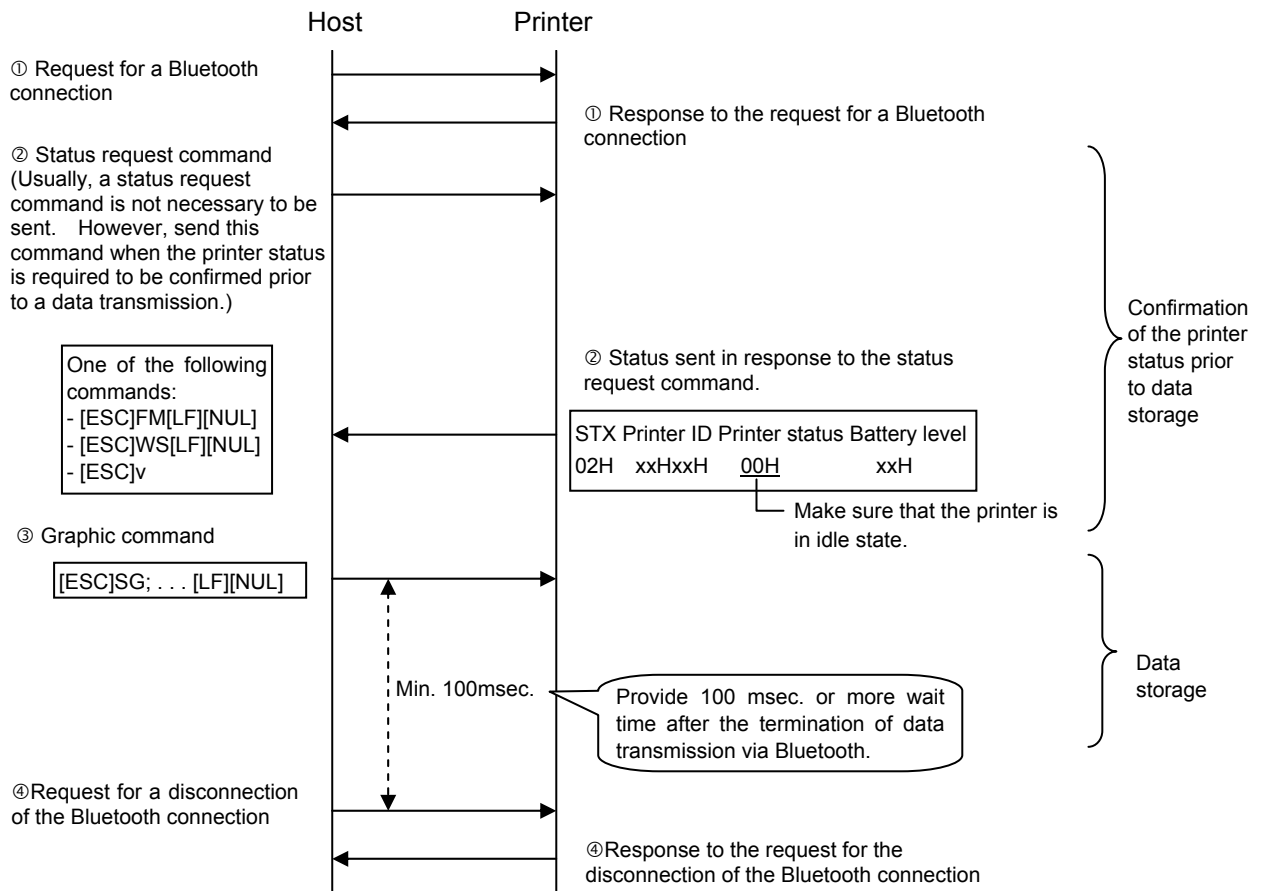 Host
Printer
① Request for a Bluetooth
connection
① Response to the request for a Bluetooth
connection
② Status request command
(Usually, a status request
command is not necessary to be
sent. However, send this
command when the printer status
is required to be confirmed prior
to a data transmission.)
One of the following
commands:
- [ESC]FM[LF][NUL]
- [ESC]WS[LF][NUL]
- [ESC]v
② Status sent in response to the status
request command.
STX Printer ID Printer status Battery level
02H xxHxxH 00H xxH
Make sure that the printer is
in idle state.
Confirmation
of the printer
status prior
to data
storage
③ Graphic command
[ESC]SG; . . . [LF][NUL]
Min. 100msec.
Provide 100 msec. or more wait
time after the termination of data
transmission via Bluetooth.
Data
storage
④Request for a disconnection
of the Bluetooth connection
④Response to the request for the
disconnection of the Bluetooth connection